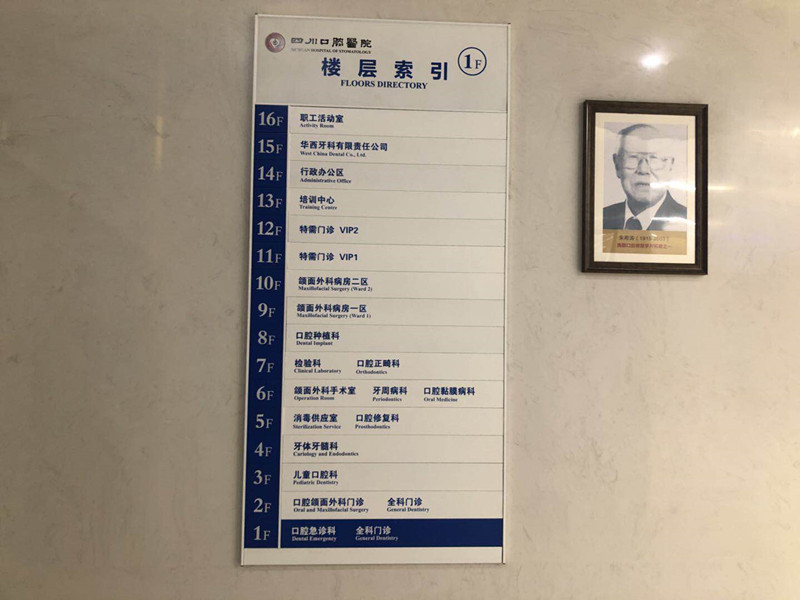 四川口腔醫院
SICHUAN HOSPITAL OF STOMATOLOGY
楼层索引 1F
FLOORS DIRECTORY
16F 职工活动室
Activity Room
15F 华西牙科有限责任公司
West China Dental Co., Ltd.
14F 行政办公区
Administrative Office
13F 培训中心
Training Centre
12F 特需门诊 VIP2
11F 特需门诊 VIP1
10F 颌面外科病房二区
Maxillofacial Surgery (Ward 2)
9F 颌面外科病房一区
Maxillofacial Surgery (Ward 1)
8F 口腔种植科
Dental Implant
7F 检验科 口腔正畸科
Clinical Laboratory Orthodontics
6F 颌面外科手术室 牙周病科 口腔黏膜病科
Operation Room Periodontics Oral Medicine
5F 消毒供应室 口腔修复科
Sterilization Service Prosthodontics
4F 牙体牙髓科
Cariology and Endodontics
3F 儿童口腔科
Pediatric Dentistry
2F 口腔颌面外科门诊 全科门诊
Oral and Maxillofacial Surgery General Dentistry
1F 口腔急诊科 全科门诊
Dental Emergency General Dentistry